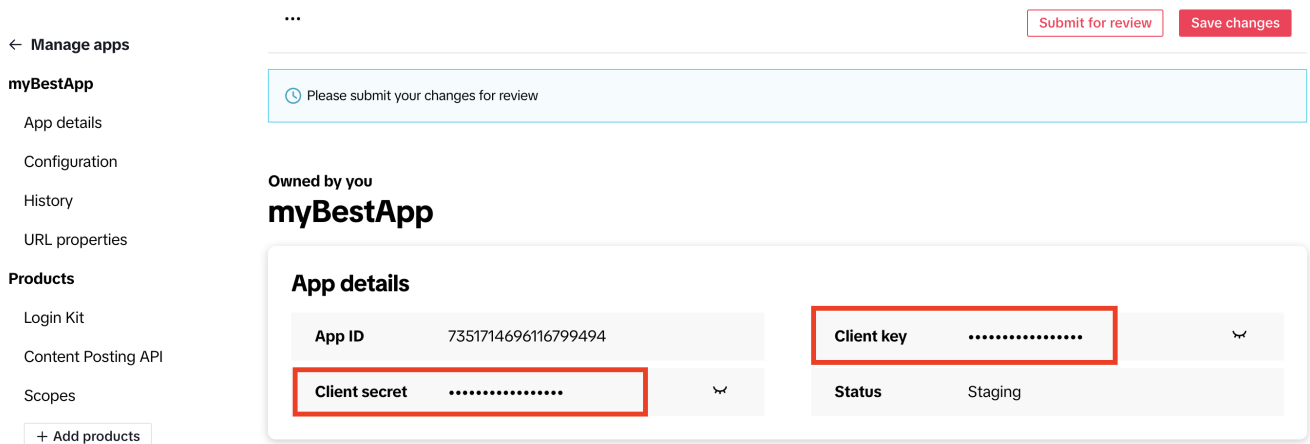 ...
Submit for review
Save changes
← Manage apps
myBestApp
App details
Configuration
History
URL properties
Products
Login Kit
Content Posting API
Scopes
+ Add products
Please submit your changes for review
Owned by you
myBestApp
App details
App ID 7351714696116799494
Client key •••••••••••••••••
Client secret •••••••••••••••••
Status Staging